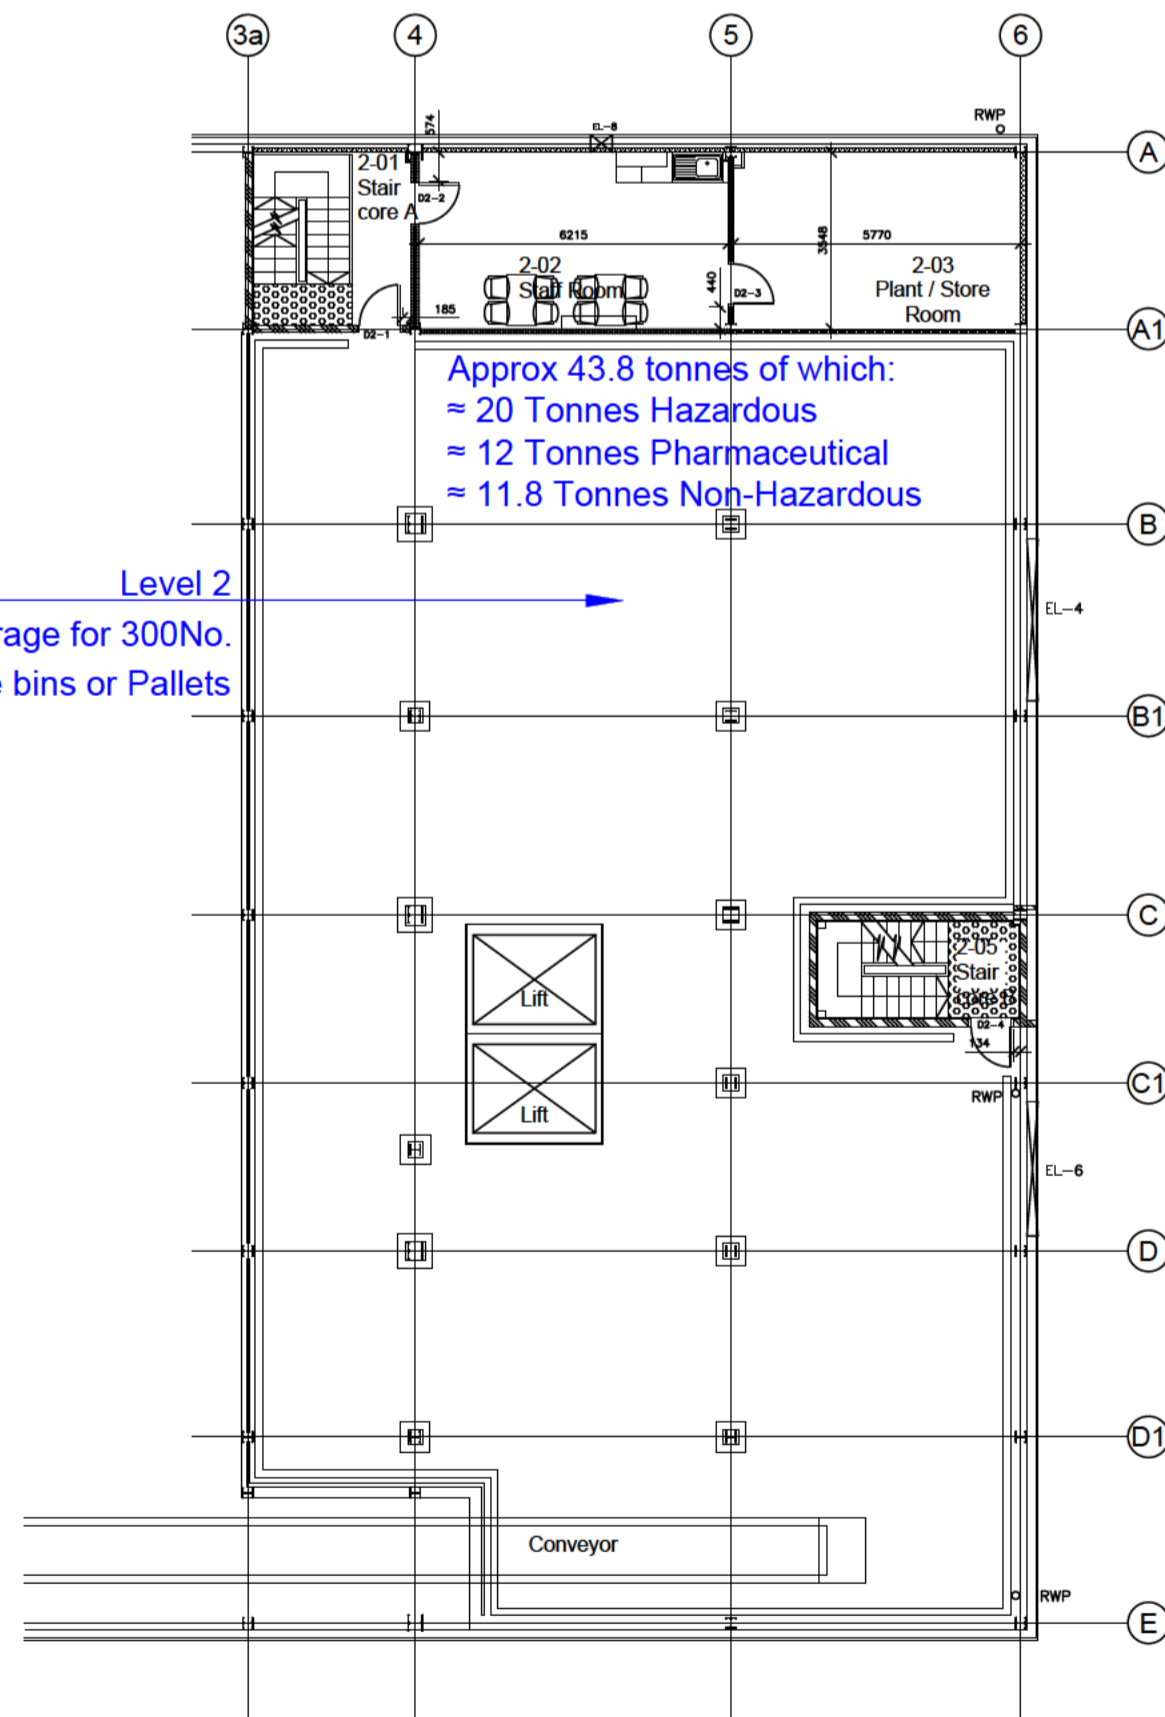 3a
4
5
6
RWP
A
574
EL-8
2-01
Stair
core A
D2-2
6215
3548
5770
2-02
Staff Room
440
D2-3
2-03
Plant / Store
Room
185
D2-1
A1
Approx 43.8 tonnes of which:
≈ 20 Tonnes Hazardous
≈ 12 Tonnes Pharmaceutical
≈ 11.8 Tonnes Non-Hazardous
B
Level 2
rage for 300No.
e bins or Pallets
EL-4
B1
C
2-05
Stair
Lift
D2-4
134
C1
RWP
Lift
EL-6
D
D1
Conveyor
RWP
E